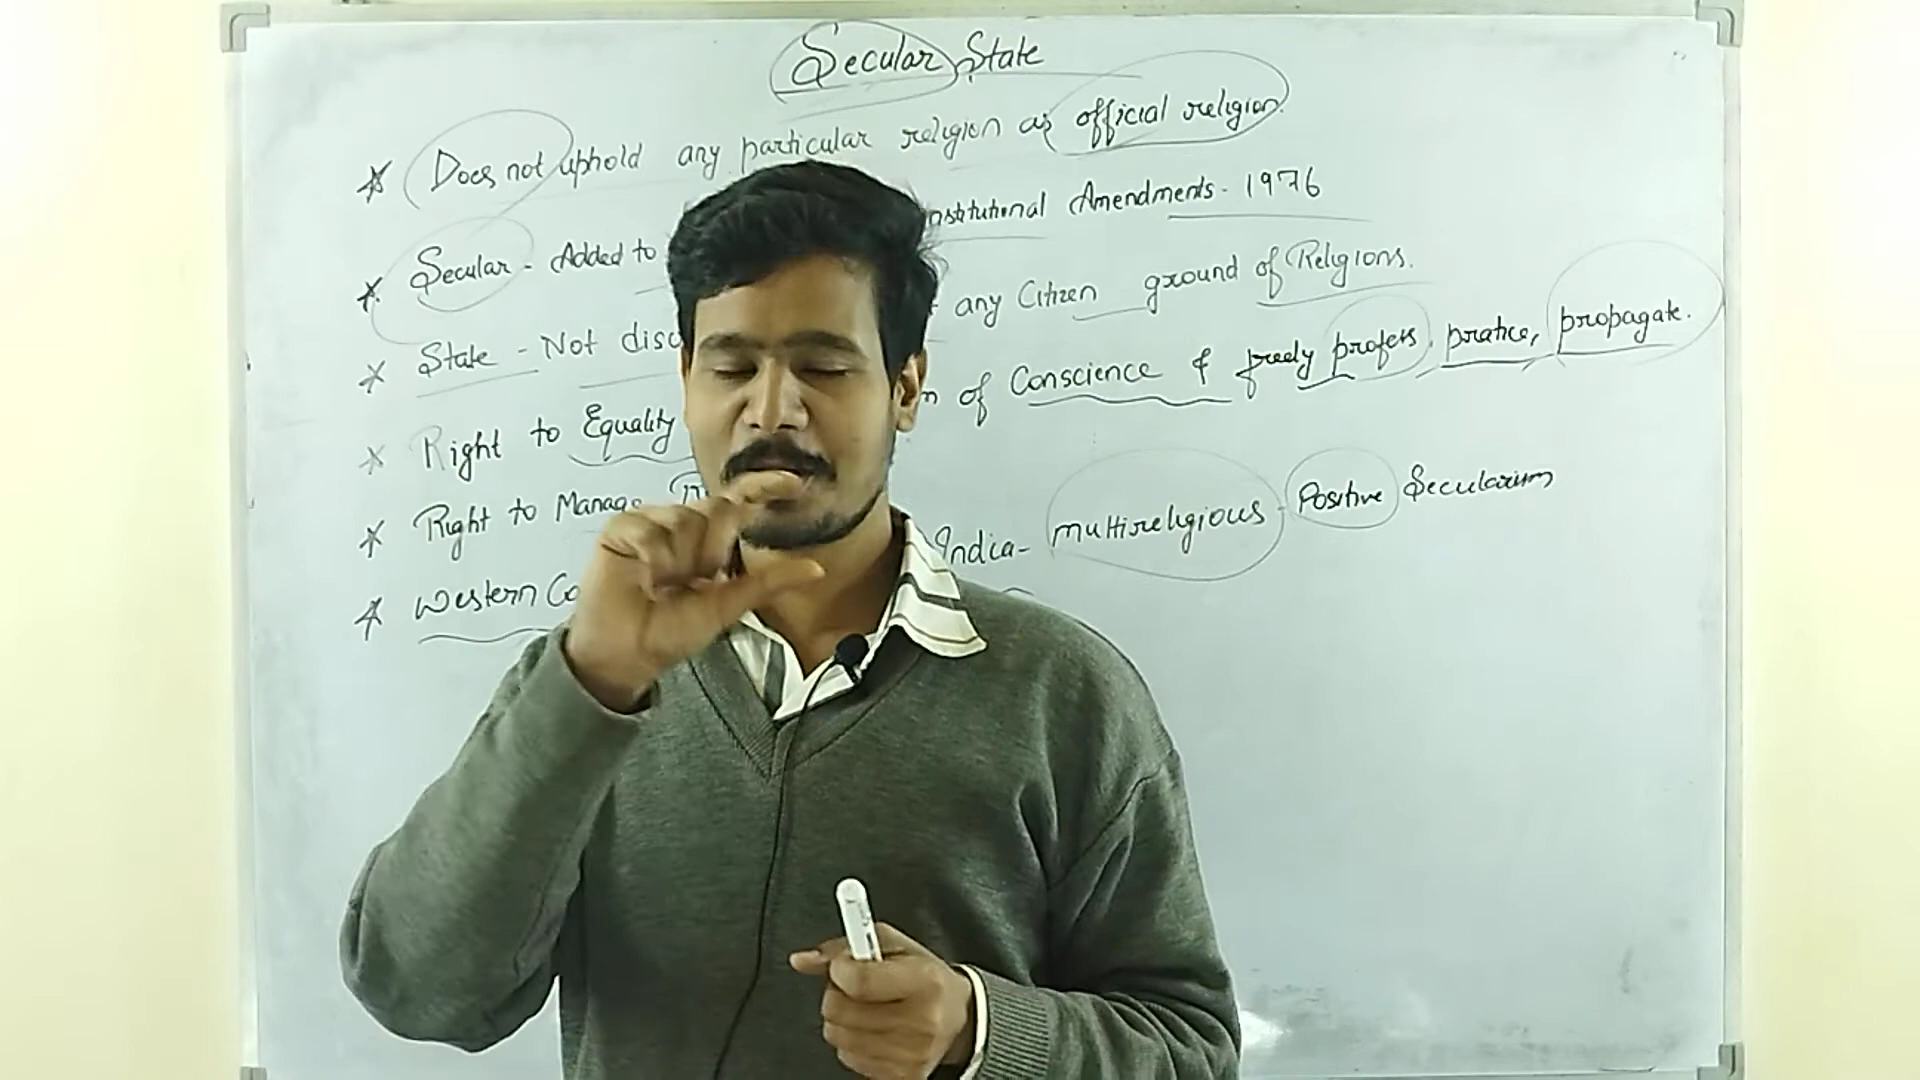 Secular State
Does not uphold any particular religion as official religion.
Secular - Added to nstitutional Amendments - 1976
State - Not disc any Citizen ground of Religions.
Right to Equality n of Conscience & freely profess, pratice, propagate.
Right to Manage India - multireligious - Positive Secularism
Western Co